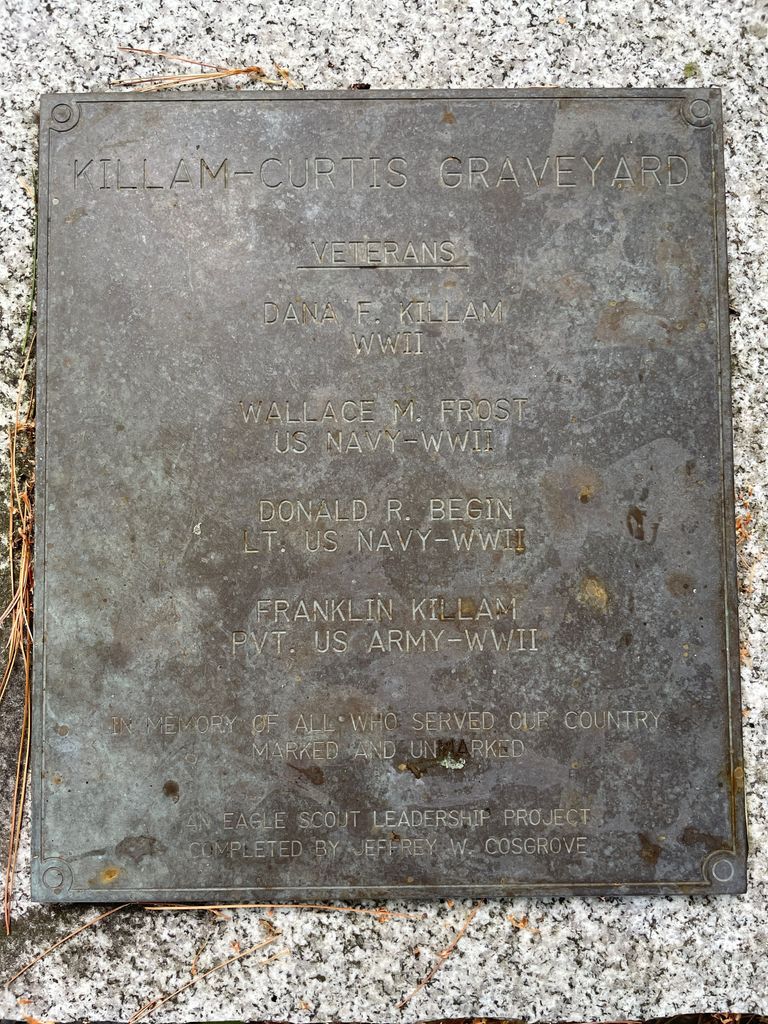 KILLAM-CURTIS GRAVEYARD
VETERANS
DANA F. KILLAM
WWII
WALLACE M. FROST
US NAVY-WWII
DONALD R. BEGIN
LT. US NAVY-WWII
FRANKLIN KILLAM
PVT. US ARMY-WWII
IN MEMORY OF ALL WHO SERVED OUR COUNTRY
MARKED AND UNMARKED
AN EAGLE SCOUT LEADERSHIP PROJECT
COMPLETED BY JEFFREY W. COSGROVE